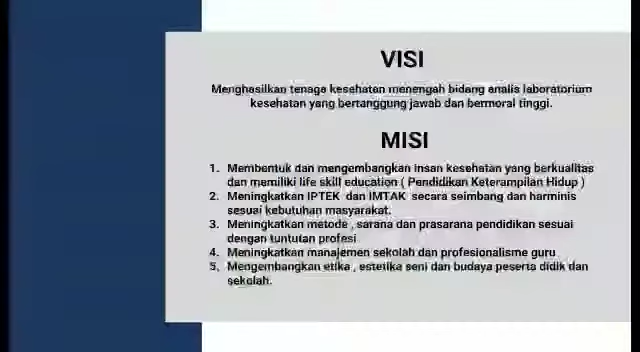 VISI
Menghasilkan tenaga kesehatan menengah bidang analis laboratorium
kesehatan yang bertanggung jawab dan bermoral tinggi.
MISI
1. Membentuk dan mengembangkan insan kesehatan yang berkualitas
dan memiliki life skill education ( Pendidikan Keterampilan Hidup )
2. Meningkatkan IPTEK dan IMTAK secara seimbang dan harminis
sesuai kebutuhan masyarakat.
3. Meningkatkan metode , sarana dan prasarana pendidikan sesuai
dengan tuntutan profesi
4. Meningkatkan manajemen sekolah dan profesionalisme guru
5. Mengembangkan etika , estetika seni dan budaya peserta didik dan
sekolah.